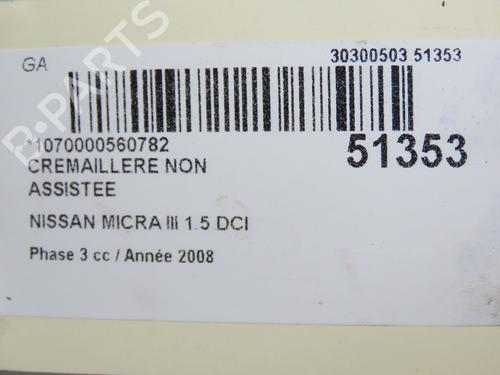 GA
30300503 51353
*1070000560782
51353
CREMAILLERE NON
ASSISTEE
NISSAN MICRA III 1.5 DCI
Phase 3 cc / Année 2008
B-PARTS